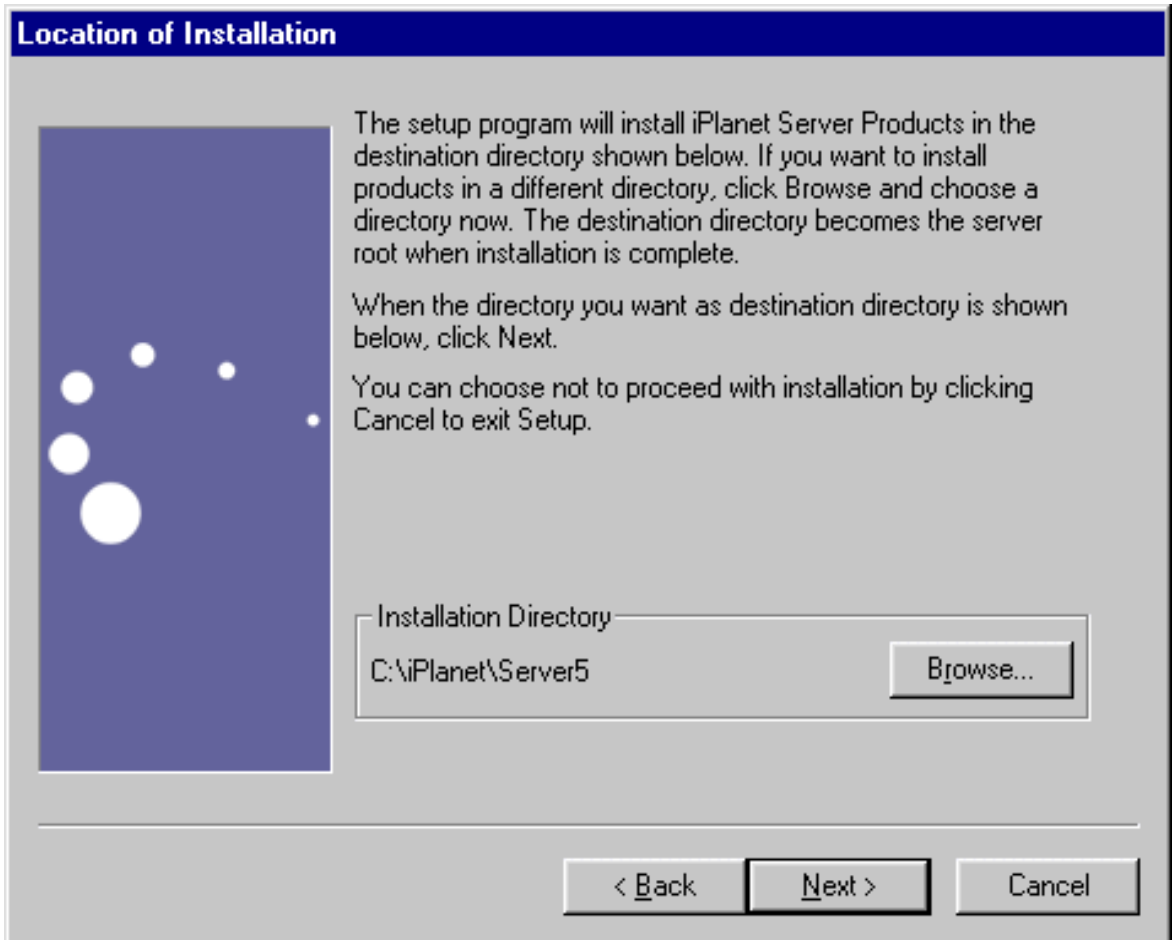 Location of Installation
The setup program will install iPlanet Server Products in the
destination directory shown below. If you want to install
products in a different directory, click Browse and choose a
directory now. The destination directory becomes the server
root when installation is complete.
When the directory you want as destination directory is shown
below, click Next.
You can choose not to proceed with installation by clicking
Cancel to exit Setup.
Installation Directory
C:\iPlanet\Server5
Browse...
< Back
Next >
Cancel